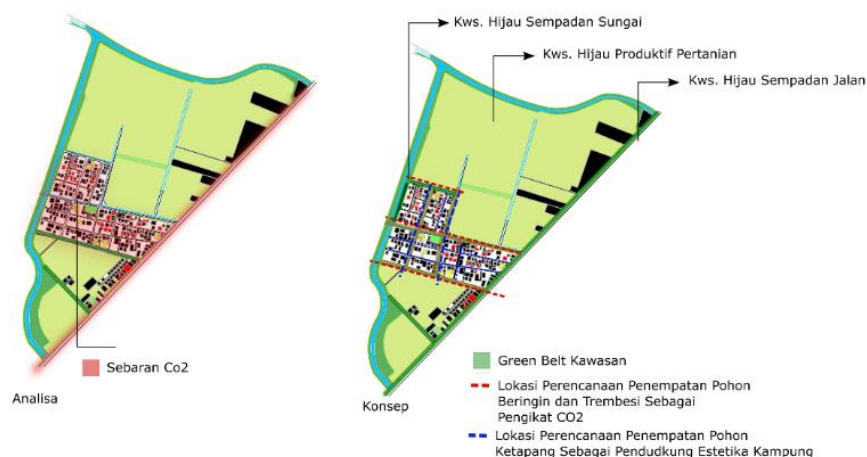 Kws. Hijau Sempadan Sungai
Kws. Hijau Produktif Pertanian
Kws. Hijau Sempadan Jalan
Sebaran Co2
Analisa
Konsep
Green Belt Kawasan
Lokasi Perencanaan Penempatan Pohon
Beringin dan Trembesi Sebagai
Pengikat CO2
Lokasi Perencanaan Penempatan Pohon
Ketapang Sebagai Pendudkung Estetika Kampung